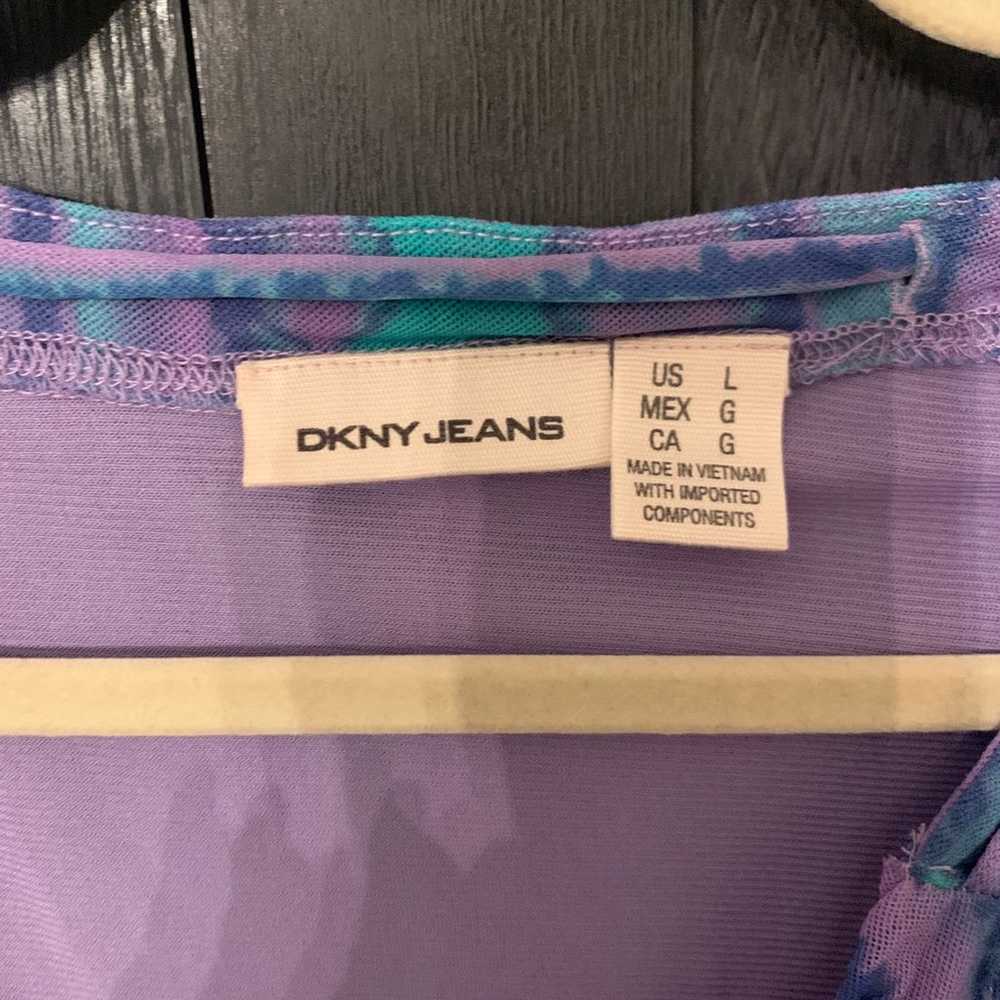 DKNY JEANS
US L
MEX G
CA G
MADE IN VIETNAM
WITH IMPORTED
COMPONENTS